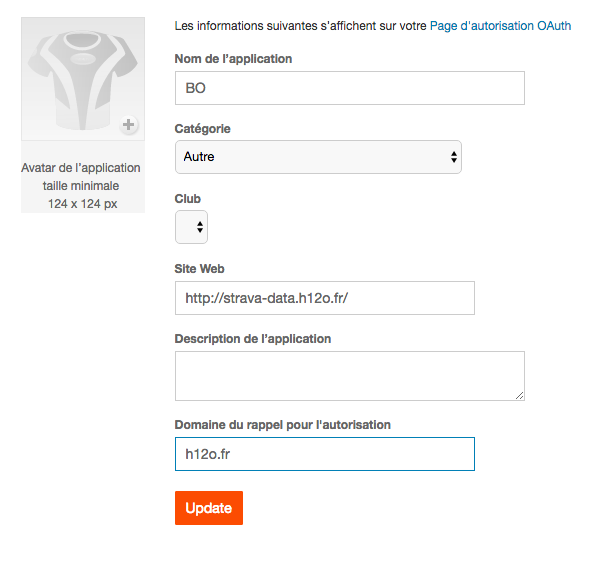 Les informations suivantes s'affichent sur votre Page d'autorisation OAuth
Nom de l'application
BO
Catégorie
Autre
Avatar de l'application
taille minimale
124 x 124 px
Club
Site Web
http://strava-data.h12o.fr/
Description de l'application
Domaine du rappel pour l'autorisation
h12o.fr
Update